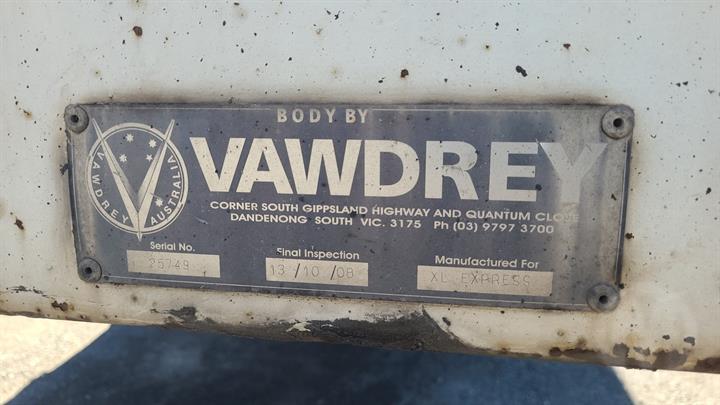 BODY BY
VAWDREY
VAWDREY AUSTRALIA
CORNER SOUTH GIPPSLAND HIGHWAY AND QUANTUM CLOSE
DANDENONG SOUTH VIC. 3175 Ph (03) 9797 3700
Serial No. Final Inspection Manufactured For
25749 13/10/08 XL EXPRESS